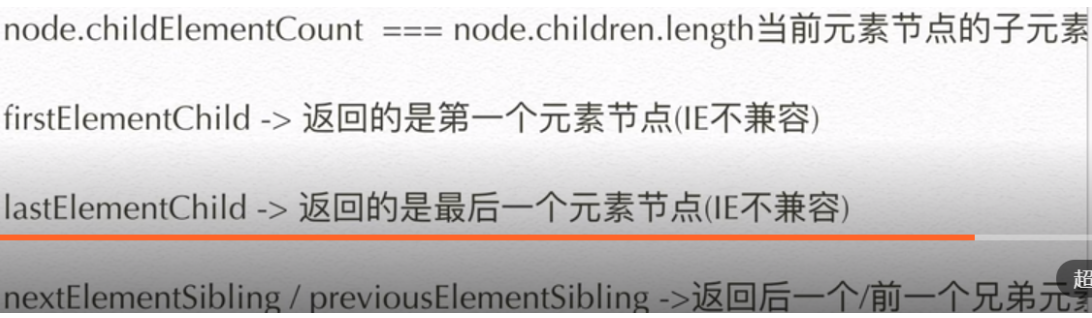 node.childElementCount === node.children.length当前元素节点的子元素
firstElementChild -> 返回的是第一个元素节点(IE不兼容)
lastElementChild -> 返回的是最后一个元素节点(IE不兼容)
超
nextElementSibling / previousElementSibling ->返回后一个/前一个兄弟元素